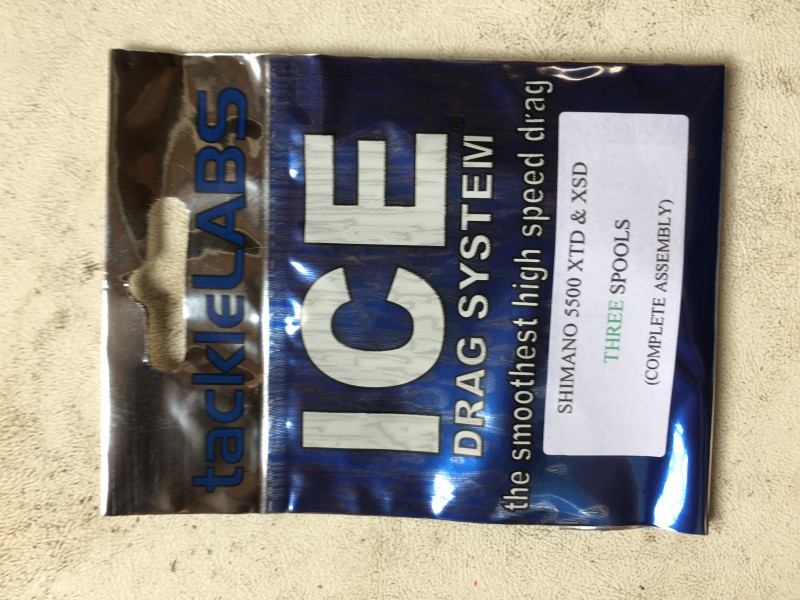 tackleLABS
ICE®
DRAG SYSTEM
the smoothest high speed drag
SHIMANO 5500 XTD & XSD
THREE SPOOLS
(COMPLETE ASSEMBLY)